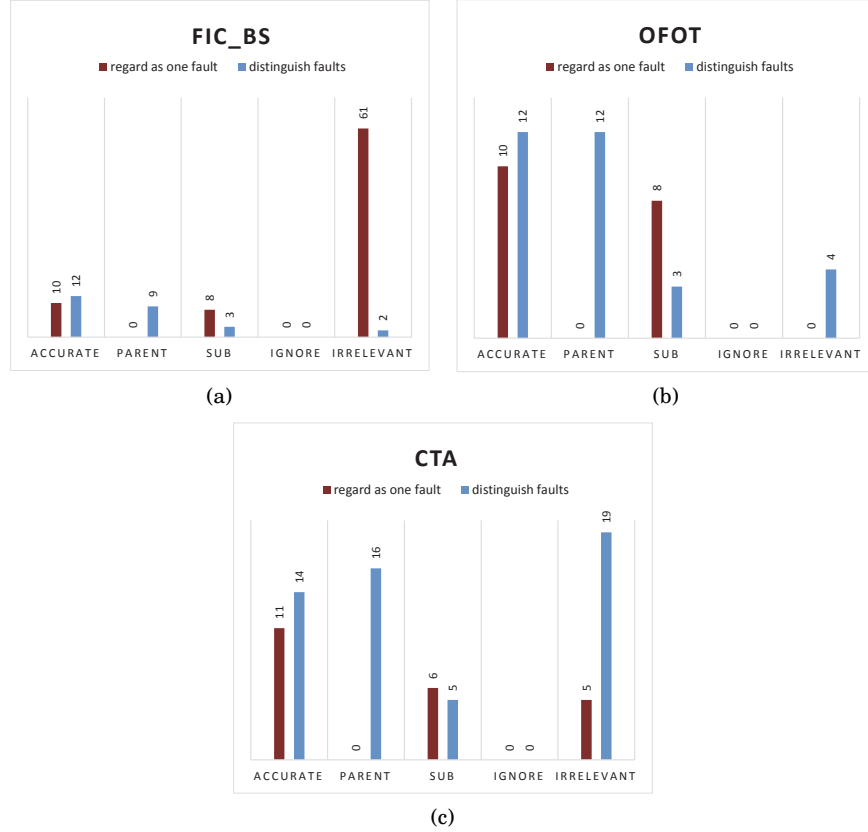 FIC_BS
regard as one fault distinguish faults
10 12 0 9 8 3 0 0 61 2
ACCURATE PARENT SUB IGNORE IRRELEVANT
(a)
OFOT
regard as one fault distinguish faults
10 12 0 12 8 3 0 0 0 4
ACCURATE PARENT SUB IGNORE IRRELEVANT
(b)
CTA
regard as one fault distinguish faults
11 14 0 16 6 5 0 0 5 19
ACCURATE PARENT SUB IGNORE IRRELEVANT
(c)